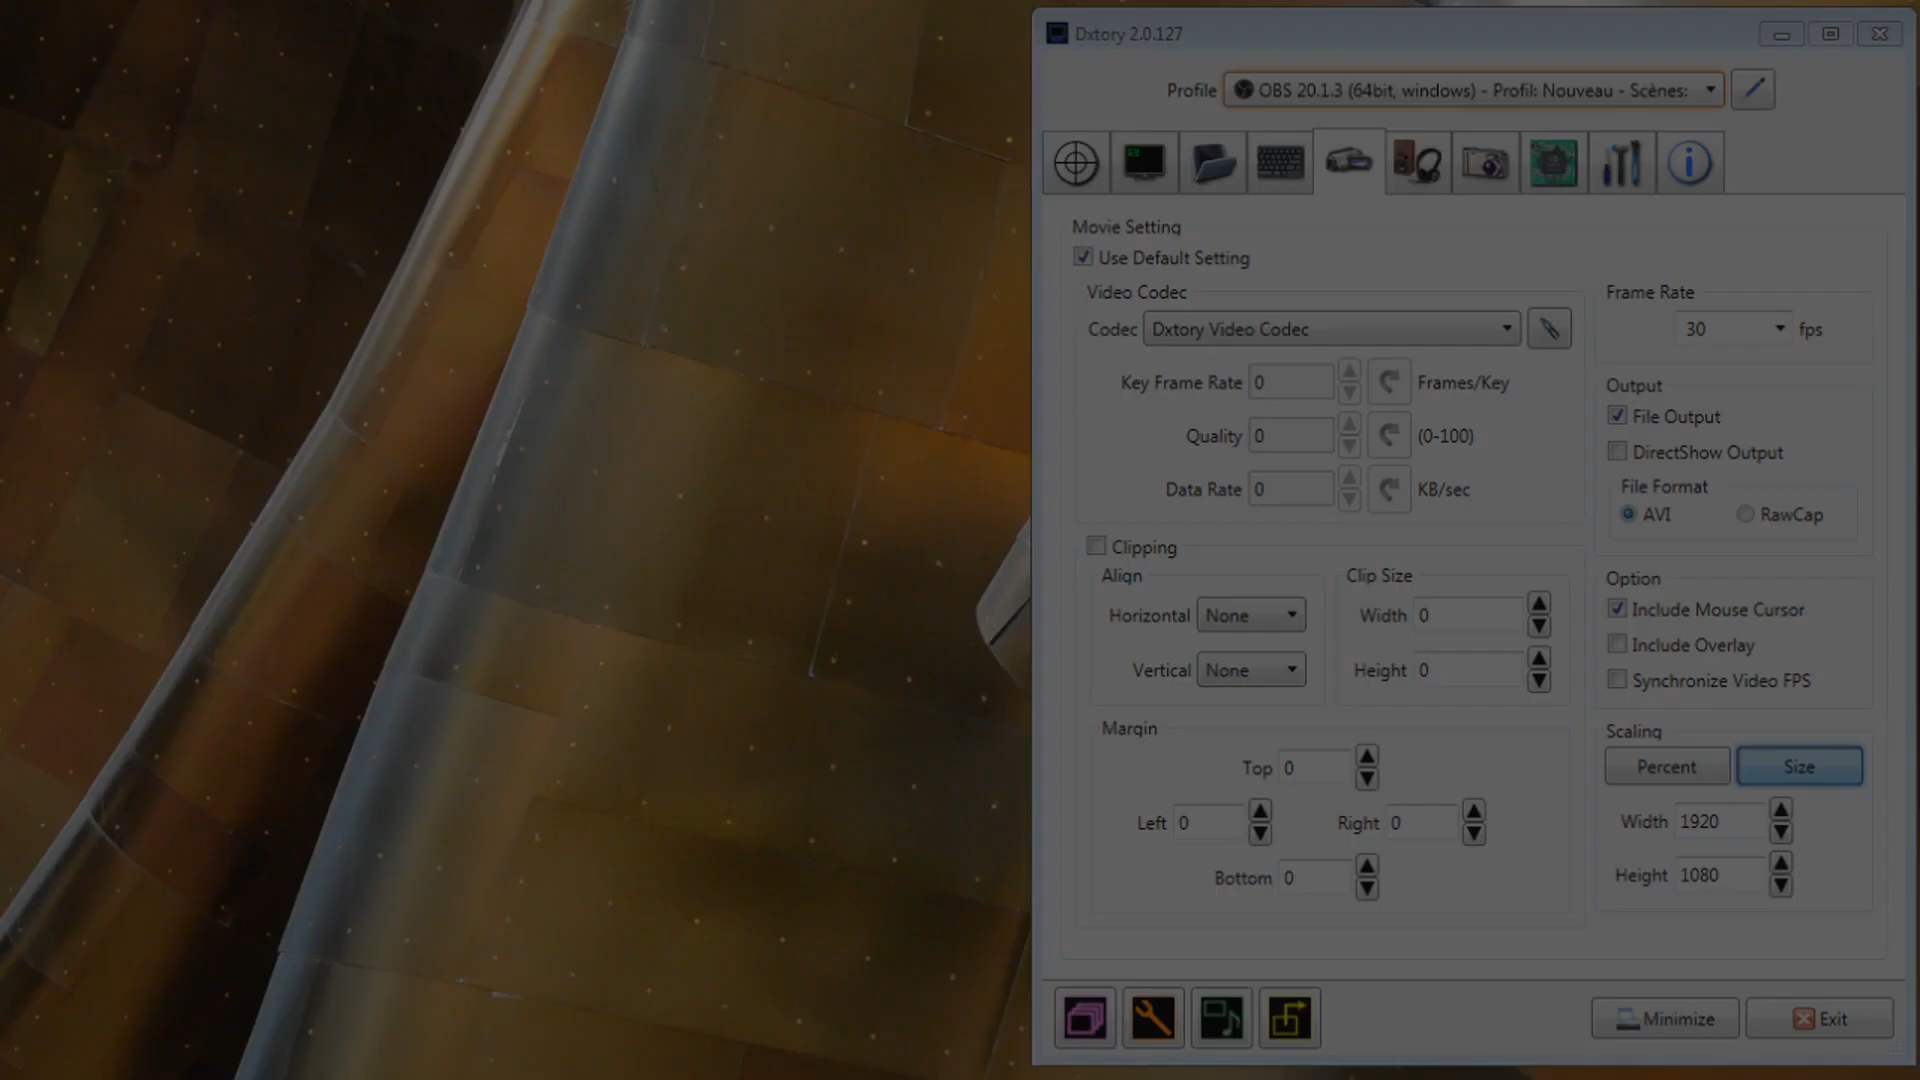 Dxtory 2.0.127
Profile OBS 20.1.3 (64bit, windows) - Profil: Nouveau - Scènes:
Movie Setting
Use Default Setting
Video Codec
Codec Dxtory Video Codec
Key Frame Rate 0 Frames/Key
Quality 0 (0-100)
Data Rate 0 KB/sec
Frame Rate
30 fps
Output
File Output
DirectShow Output
File Format
AVI RawCap
Clipping
Align
Horizontal None
Vertical None
Clip Size
Width 0
Height 0
Option
Include Mouse Cursor
Include Overlay
Synchronize Video FPS
Margin
Top 0
Left 0 Right 0
Bottom 0
Scaling
Percent Size
Width 1920
Height 1080
Minimize Exit